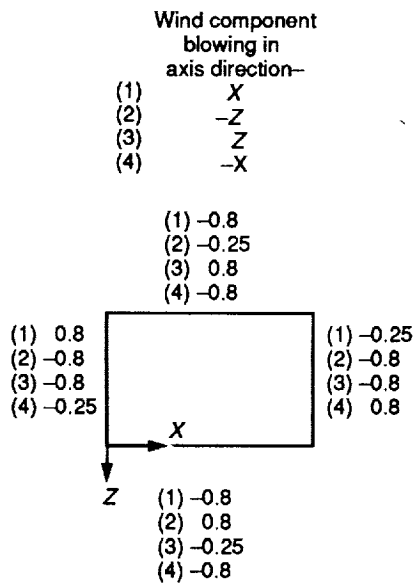 Wind component
blowing in
axis direction–
(1) X
(2) –Z
(3) Z
(4) –X
(1) –0.8
(2) –0.25
(3) 0.8
(4) –0.8
(1) 0.8
(2) –0.8
(3) –0.8
(4) –0.25
(1) –0.25
(2) –0.8
(3) –0.8
(4) 0.8
X
Z
(1) –0.8
(2) 0.8
(3) –0.25
(4) –0.8